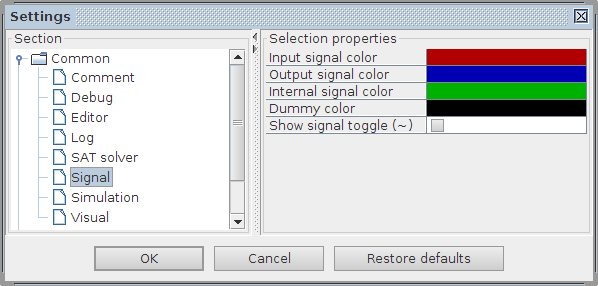 Settings
Section
Common
Comment
Debug
Editor
Log
SAT solver
Signal
Simulation
Visual
Selection properties
Input signal color
Output signal color
Internal signal color
Dummy color
Show signal toggle (~)
OK
Cancel
Restore defaults